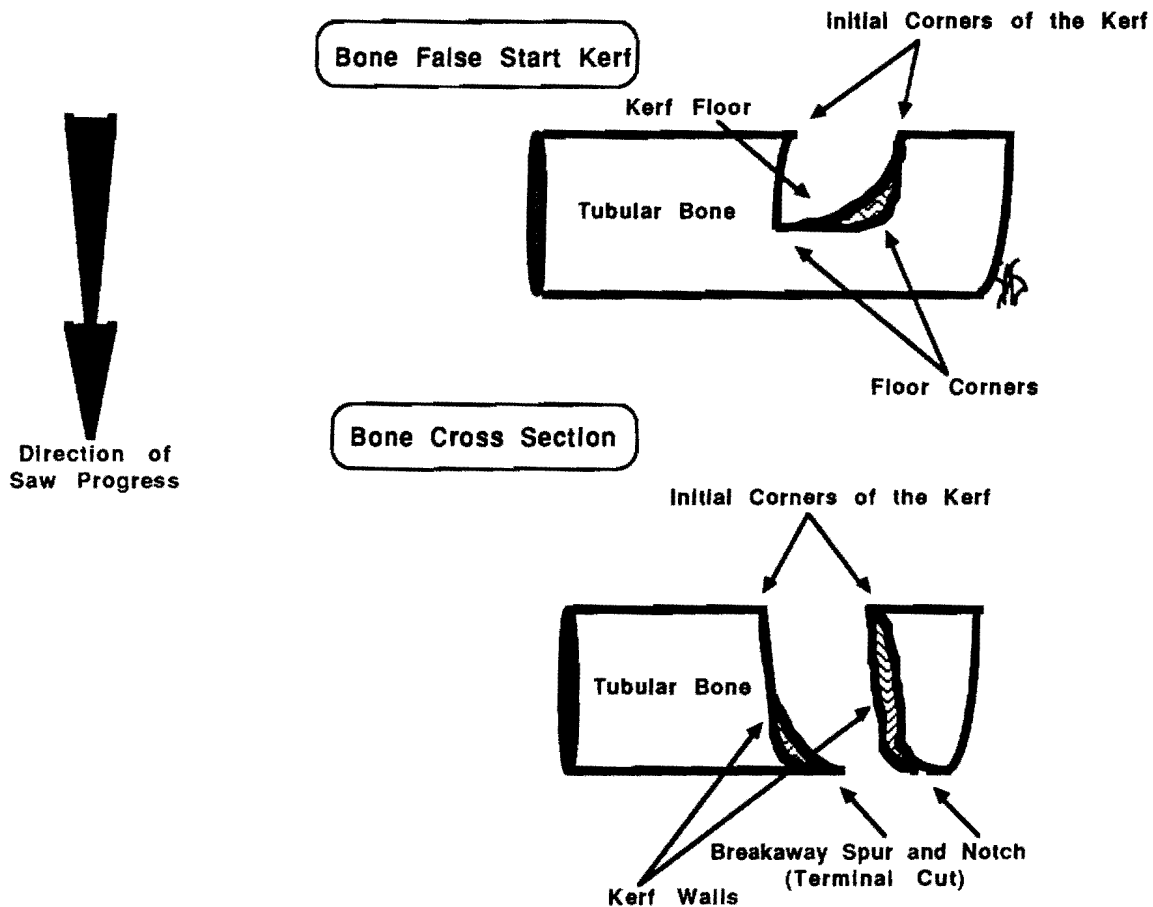 Initial Corners of the Kerf
Bone False Start Kerf
Kerf Floor
Tubular Bone
Floor Corners
Direction of
Saw Progress
Bone Cross Section
Initial Corners of the Kerf
Tubular Bone
Breakaway Spur and Notch
(Terminal Cut)
Kerf Walls